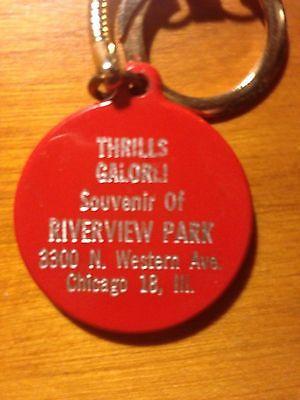 THRILLS
GALORE!
Souvenir Of
RIVERVIEW PARK
3300 N. Western Ave.
Chicago 18, Ill.